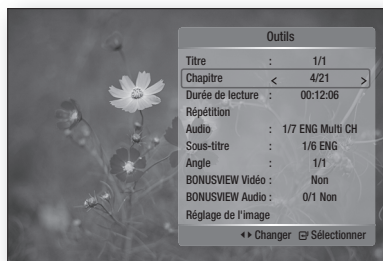 Outils
Titre : 1/1
Chapitre < 4/21 >
Durée de lecture : 00:12:06
Répétition
Audio : 1/7 ENG Multi CH
Sous-titre : 1/6 ENG
Angle : 1/1
BONUSVIEW Vidéo : Non
BONUSVIEW Audio : 0/1 Non
Réglage de l'image
Changer Sélectionner